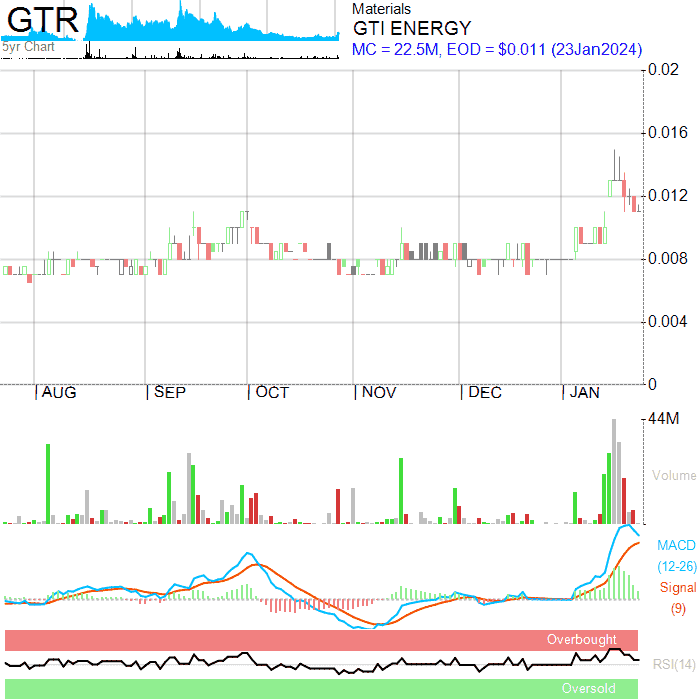 GTR
5yr Chart
Materials
GTI ENERGY
MC = 22.5M, EOD = $0.011 (23Jan2024)
0.02
0.016
0.012
0.008
0.004
0
AUG SEP OCT NOV DEC JAN
44M
Volume
MACD
(12-26)
Signal
(9)
Overbought
RSI(14)
Oversold